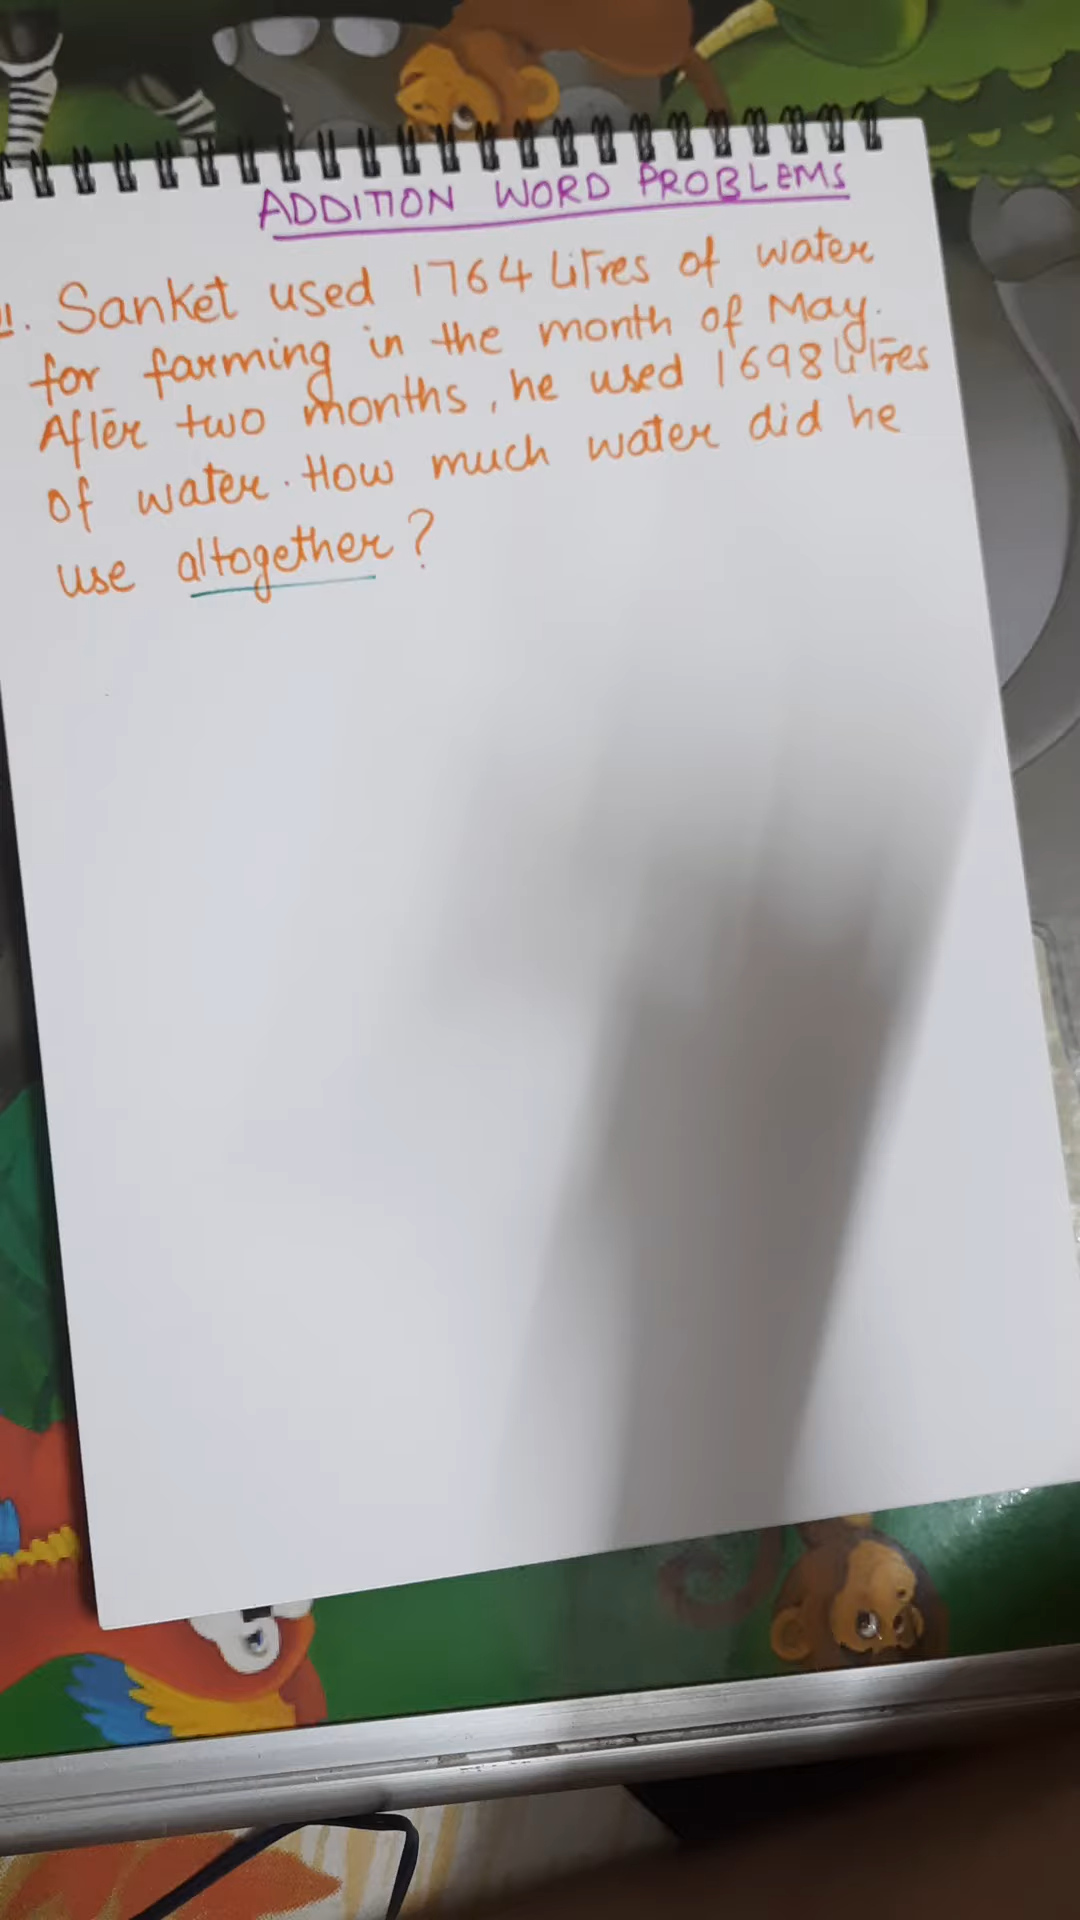 ADDITION WORD PROBLEMS
1. Sanket used 1764 Litres of water
for farming in the month of May.
After two months, he used 1698 Litres
of water. How much water did he
use altogether?